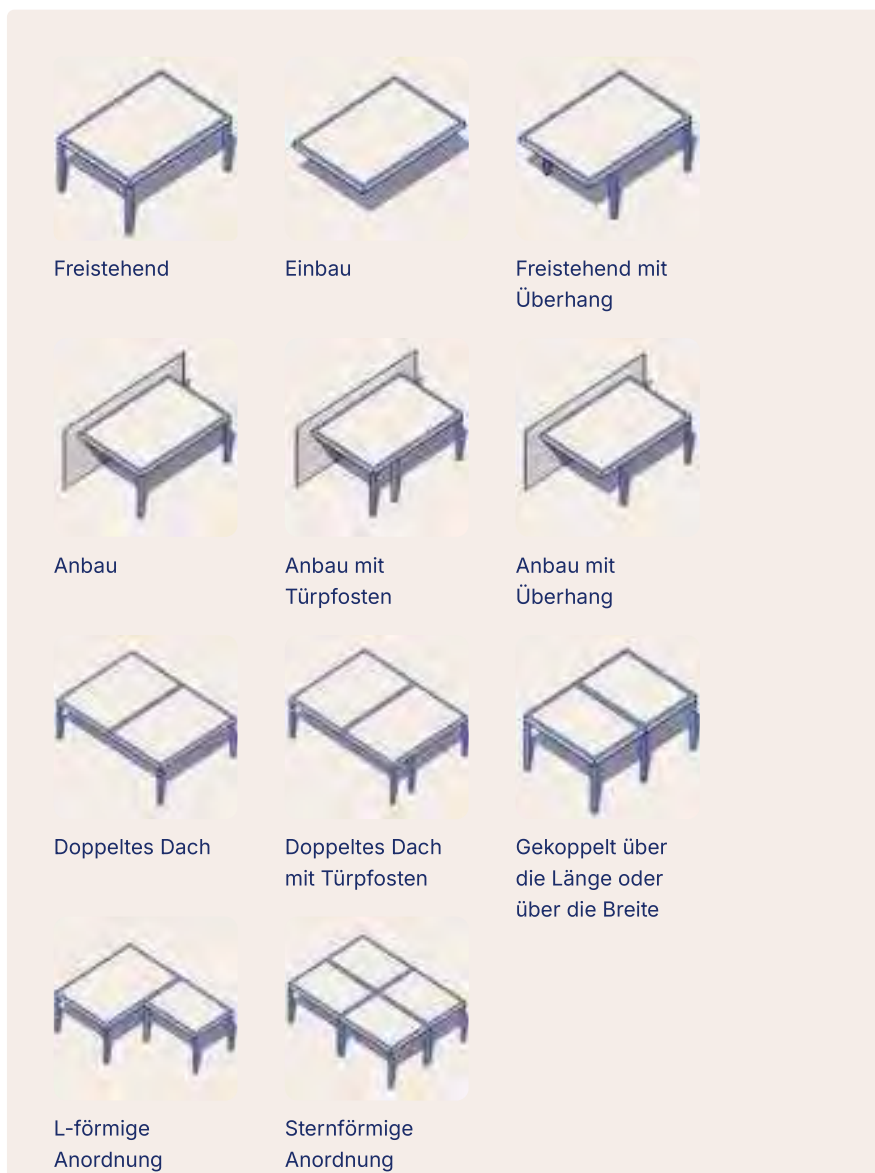 Freistehend
Einbau
Freistehend mit
Überhang
Anbau
Anbau mit
Türpfosten
Anbau mit
Überhang
Doppeltes Dach
Doppeltes Dach
mit Türpfosten
Gekoppelt über
die Länge oder
über die Breite
L-förmige
Anordnung
Sternförmige
Anordnung